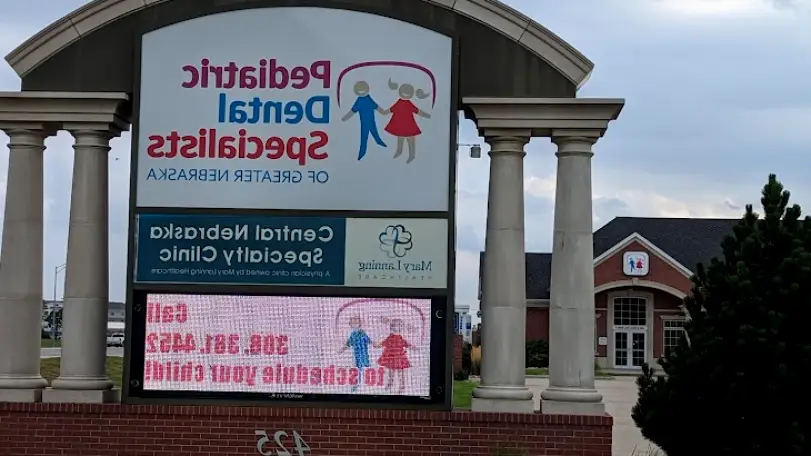 Pediatric
Dental
Specialists
OF GREATER NEBRASKA
Central Nebraska
Specialty Clinic
A physician clinic owned by Mary Lanning Healthcare
Mary Lanning
HEALTHCARE
Call
308. 381. 4452
to schedule your child!
425